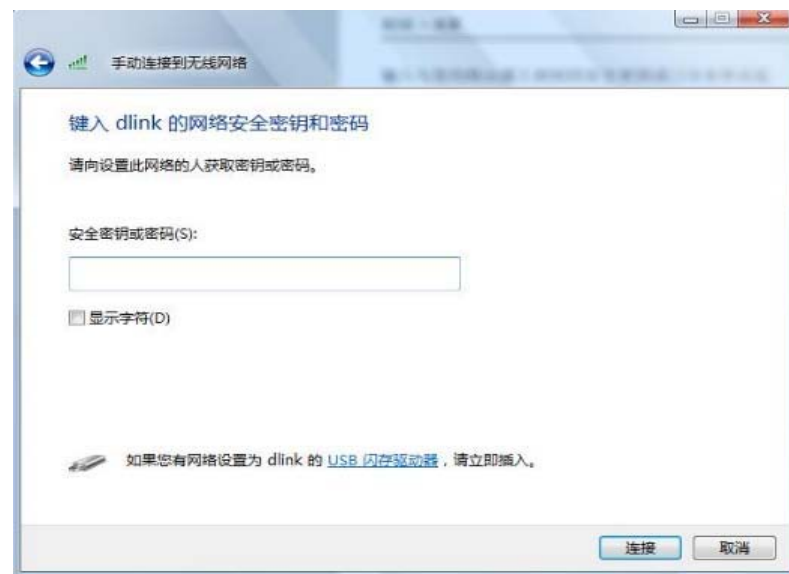 手动连接到无线网络
键入 dlink 的网络安全密钥和密码
请向设置此网络的人获取密钥或密码。
安全密钥或密码(S):
显示字符(D)
如果您有网络设置为 dlink 的 USB 闪存驱动器，请立即插入。
连接 取消